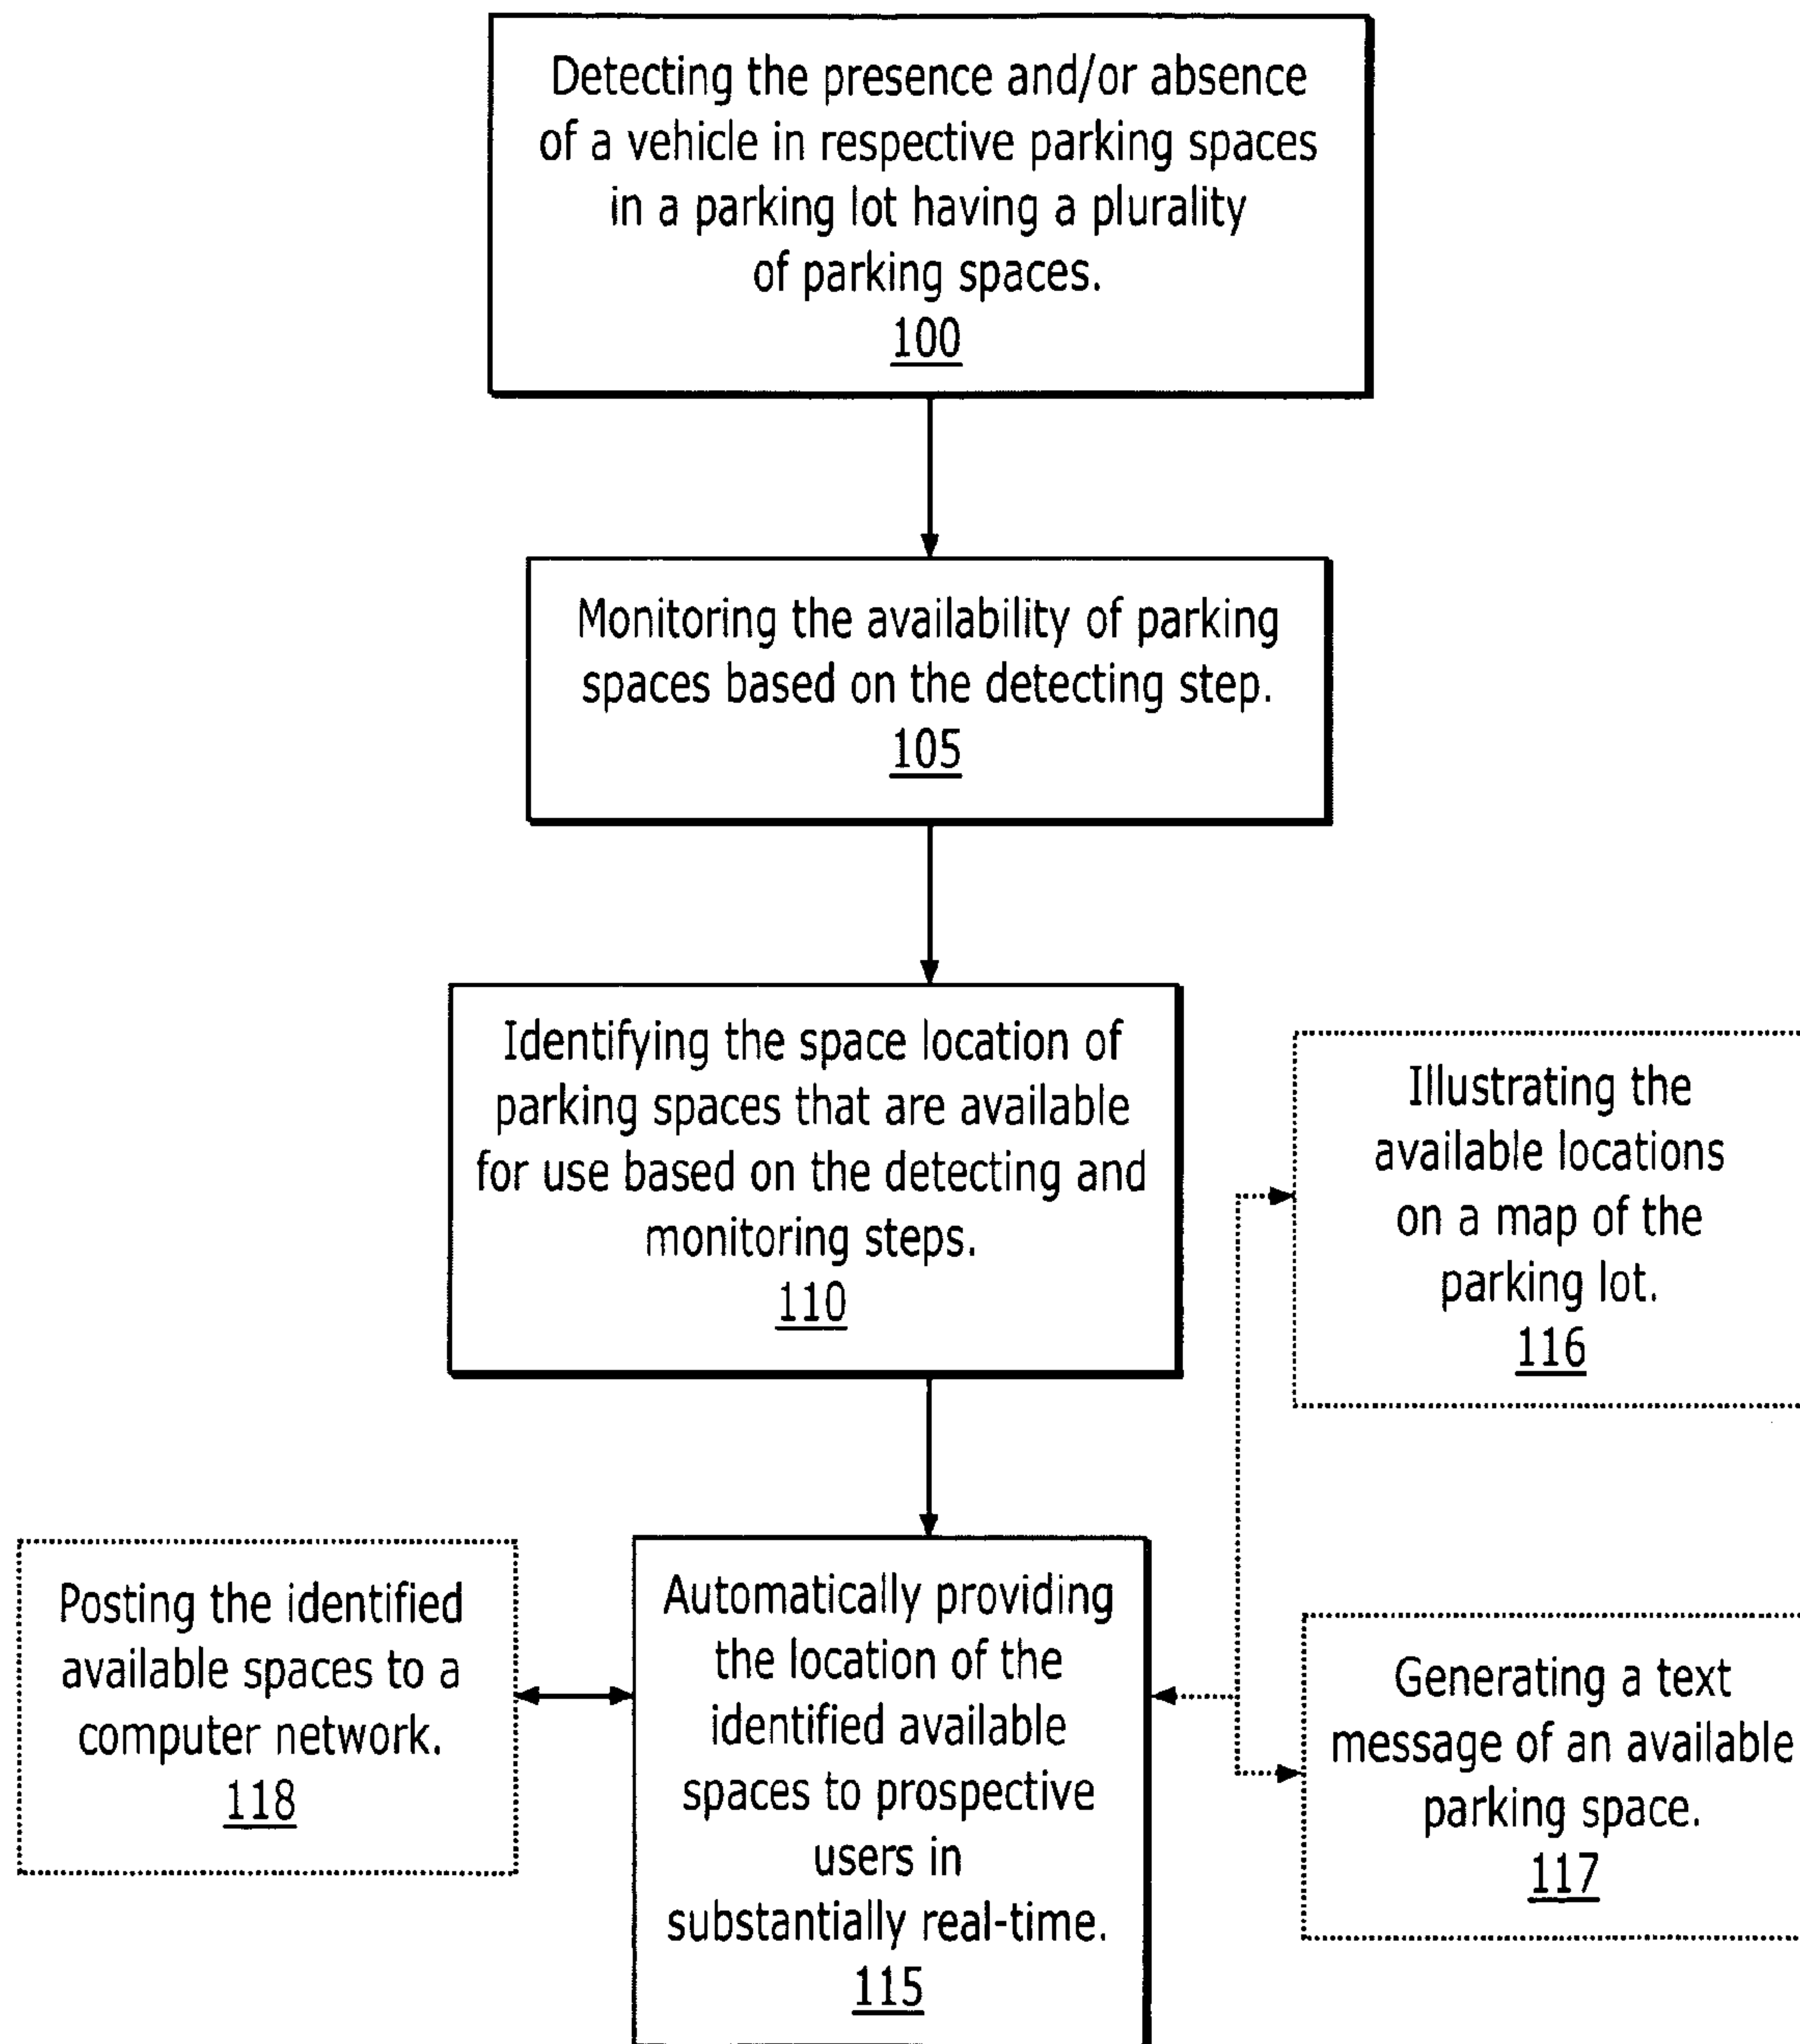 Detecting the presence and/or absence
of a vehicle in respective parking spaces
in a parking lot having a plurality
of parking spaces.
100
Monitoring the availability of parking
spaces based on the detecting step.
105
Identifying the space location of
parking spaces that are available
for use based on the detecting and
monitoring steps.
110
Illustrating the
available locations
on a map of the
parking lot.
116
Posting the identified
available spaces to a
computer network.
118
Automatically providing
the location of the
identified available
spaces to prospective
users in
substantially real-time.
115
Generating a text
message of an available
parking space.
117